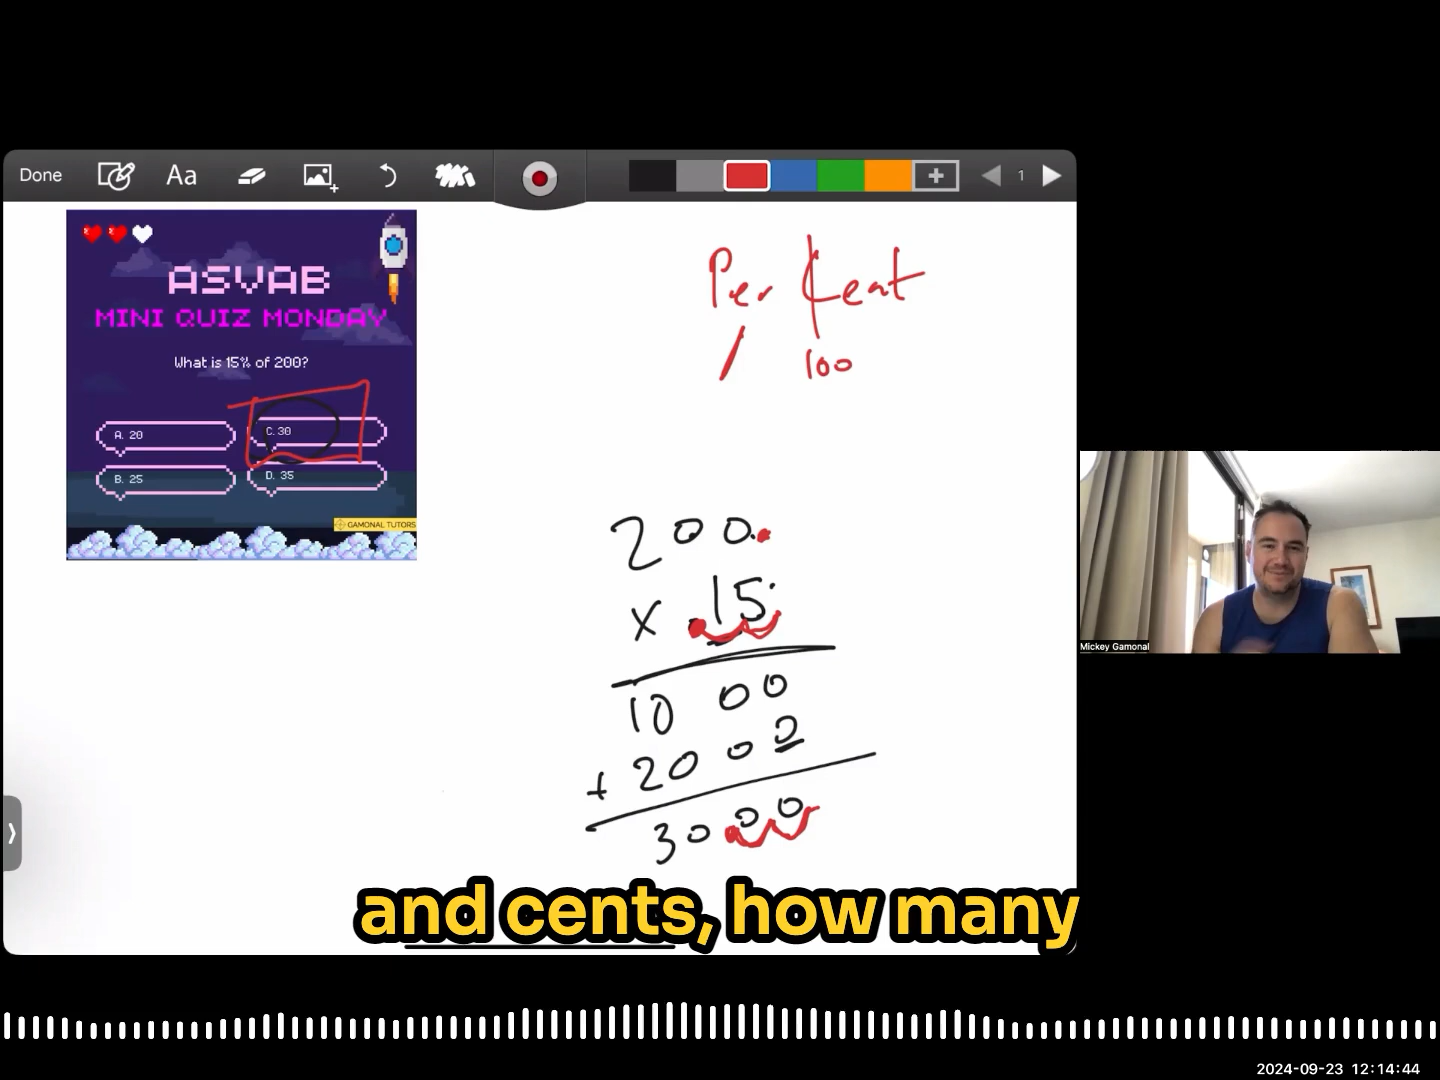 Done
Aa
1
ASVAB
MINI QUIZ MONDAY
What is 15% of 200?
A. 20
C. 30
B. 25
D. 35
GAMONAL TUTORS
Per ¢ent
/ 100
200.
x .15.
1000
+ 2000
3000
Mickey Gamonal
and cents, how many
2024-09-23 12:14:44